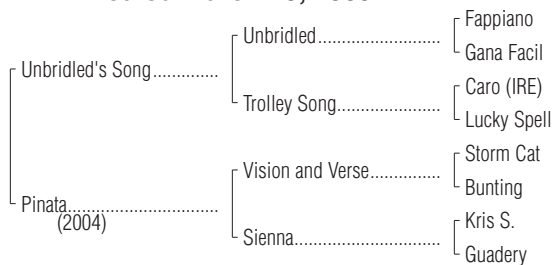 Fappiano
Unbridled........................
Gana Facil
Unbridled's Song.............
Caro (IRE)
Trolley Song....................
Lucky Spell
Storm Cat
Vision and Verse.............
Bunting
Pinata..............................
(2004)
Kris S.
Sienna.............................
Guadery